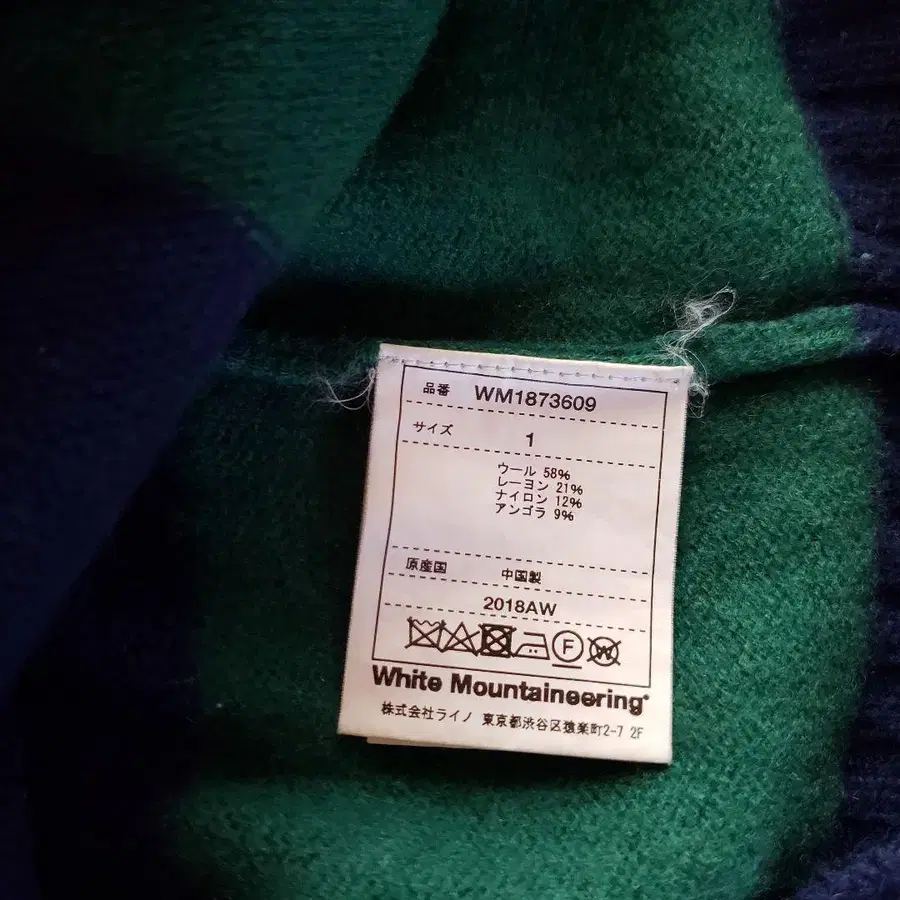 品番 WM1873609
サイズ 1
ウール 58%
レーヨン 21%
ナイロン 12%
アンゴラ 9%
原産国 中国製
2018AW
F W
White Mountaineering®
株式会社ライノ 東京都渋谷区猿楽町2-7 2F